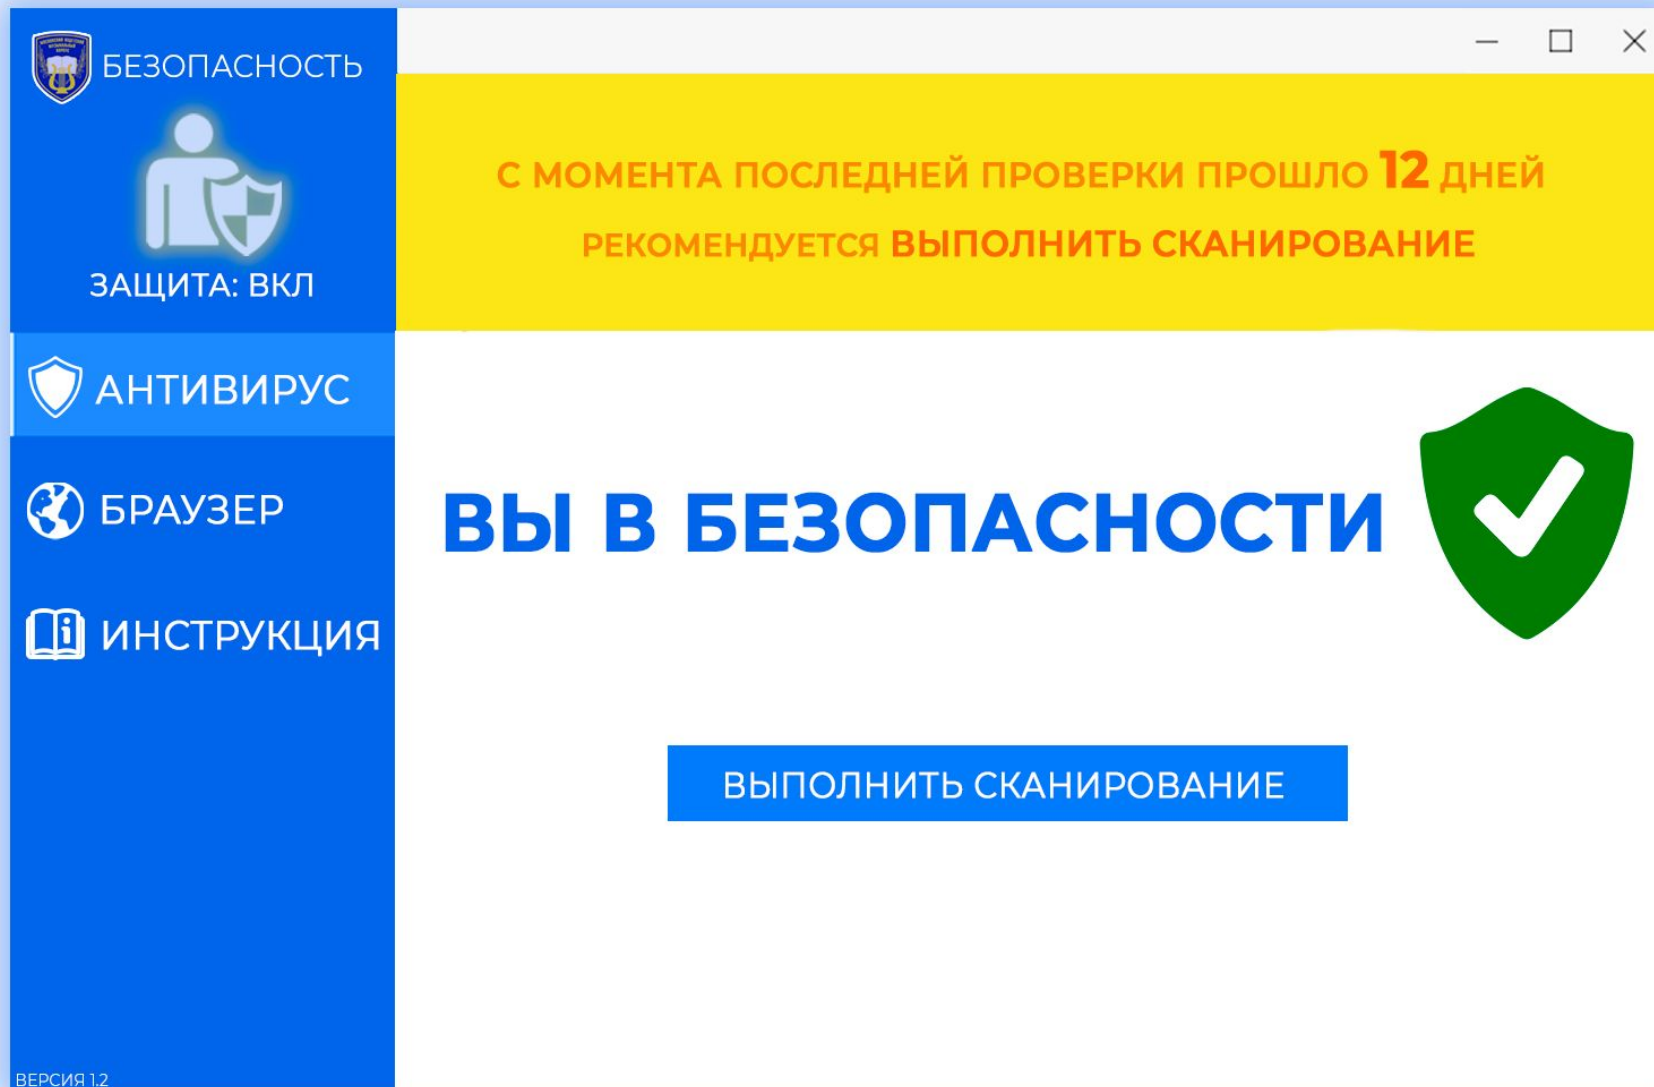 БЕЗОПАСНОСТЬ
ЗАЩИТА: ВКЛ
АНТИВИРУС
БРАУЗЕР
ИНСТРУКЦИЯ
ВЕРСИЯ 1.2
С МОМЕНТА ПОСЛЕДНЕЙ ПРОВЕРКИ ПРОШЛО 12 ДНЕЙ
РЕКОМЕНДУЕТСЯ ВЫПОЛНИТЬ СКАНИРОВАНИЕ
ВЫ В БЕЗОПАСНОСТИ
ВЫПОЛНИТЬ СКАНИРОВАНИЕ